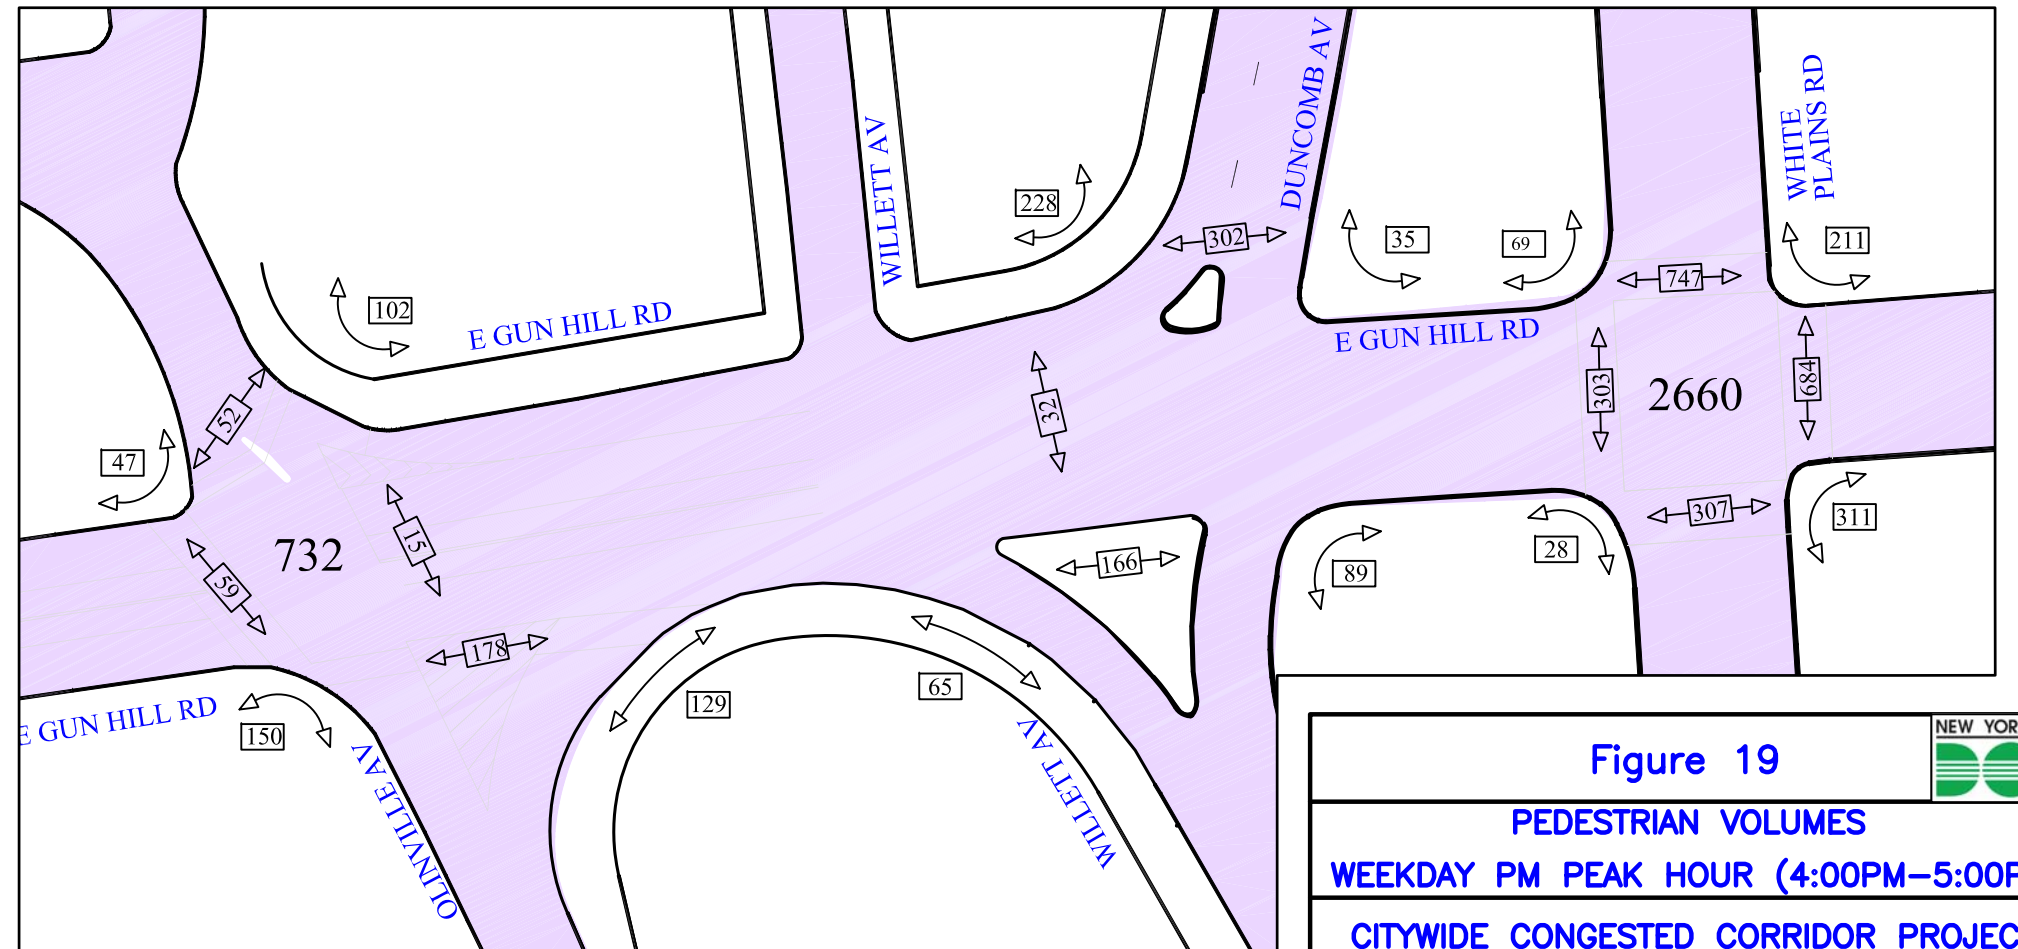 DUNCOMB AV
WHITE
PLAINS RD
WILLETT AV
228
302
35
69
211
747
102
E GUN HILL RD
E GUN HILL RD
52
32
303
2660
684
47
15
732
59
166
307
311
89
28
178
129
65
E GUN HILL RD
150
OLINVILLE AV
WILLETT AV
Figure 19
NEW YOR
PEDESTRIAN VOLUMES
WEEKDAY PM PEAK HOUR (4:00PM-5:00P
CITYWIDE CONGESTED CORRIDOR PROJEC